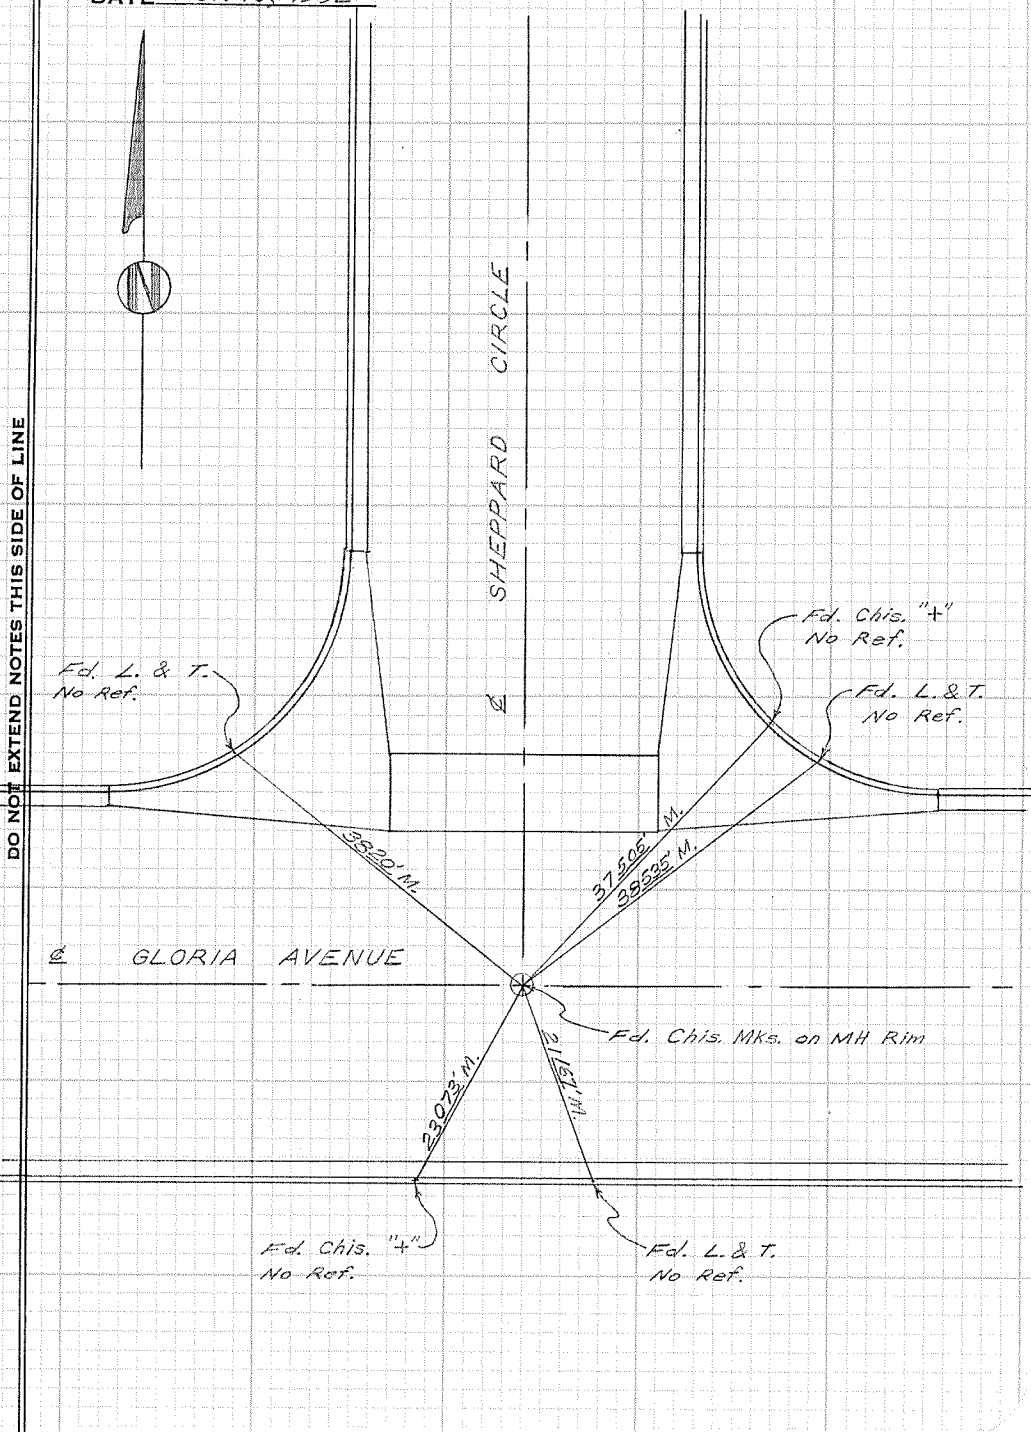 DATE
SHEPPARD CIRCLE
℄
DO NOT EXTEND NOTES THIS SIDE OF LINE
N
Fd. Chis. "+"
No Ref.
Fd. L. & T.
No Ref.
Fd. L. & T.
No Ref.
38.20' M.
37.505' M.
38.535' M.
℄ GLORIA AVENUE
Fd. Chis. Mks. on MH Rim
23.073' M.
Fd. Chis. "+"
No Ref.
Fd. L. & T.
No Ref.